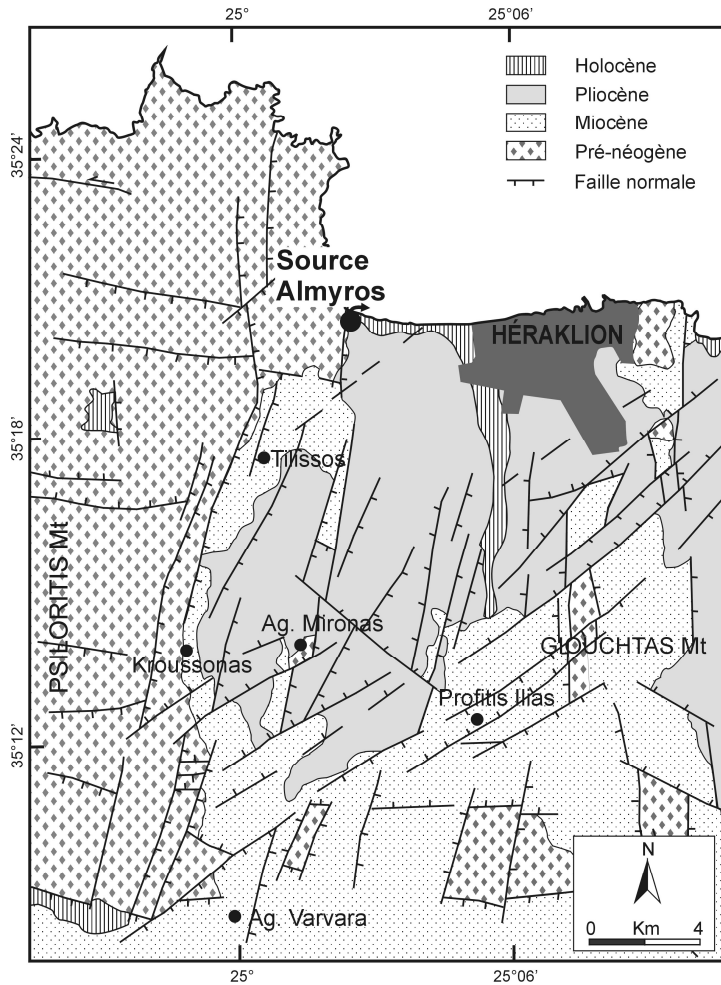 25°
25°06'
35°24'
35°18'
35°12'
Holocène
Pliocène
Miocène
Pré-néogène
Faille normale
Source
Almyros
HÉRAKLION
Tilissos
PSILORITIS Mt
Ag. Mironas
GIOUCHTAS Mt
Kroussonas
Profitis Ilìas
Ag. Varvara
N
0 Km 4
25°
25°06'